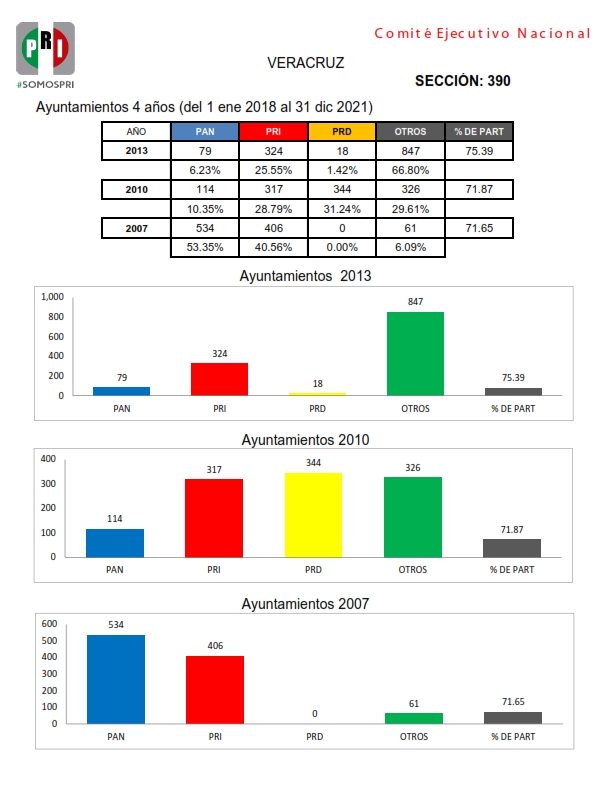 Comité Ejecutivo Nacional
PRI
#SOMOSPRI
VERACRUZ
SECCIÓN: 390
Ayuntamientos 4 años (del 1 ene 2018 al 31 dic 2021)
AÑO PAN PRI PRD OTROS % DE PART
2013 79 324 18 847 75.39
6.23% 25.55% 1.42% 66.80%
2010 114 317 344 326 71.87
10.35% 28.79% 31.24% 29.61%
2007 534 406 0 61 71.65
53.35% 40.56% 0.00% 6.09%
Ayuntamientos 2013
1,000
800
600
400
200
0
79 324 18 847 75.39
PAN PRI PRD OTROS % DE PART
Ayuntamientos 2010
400
300
200
100
0
114 317 344 326 71.87
PAN PRI PRD OTROS % DE PART
Ayuntamientos 2007
600
500
400
300
200
100
0
534 406 0 61 71.65
PAN PRI PRD OTROS % DE PART